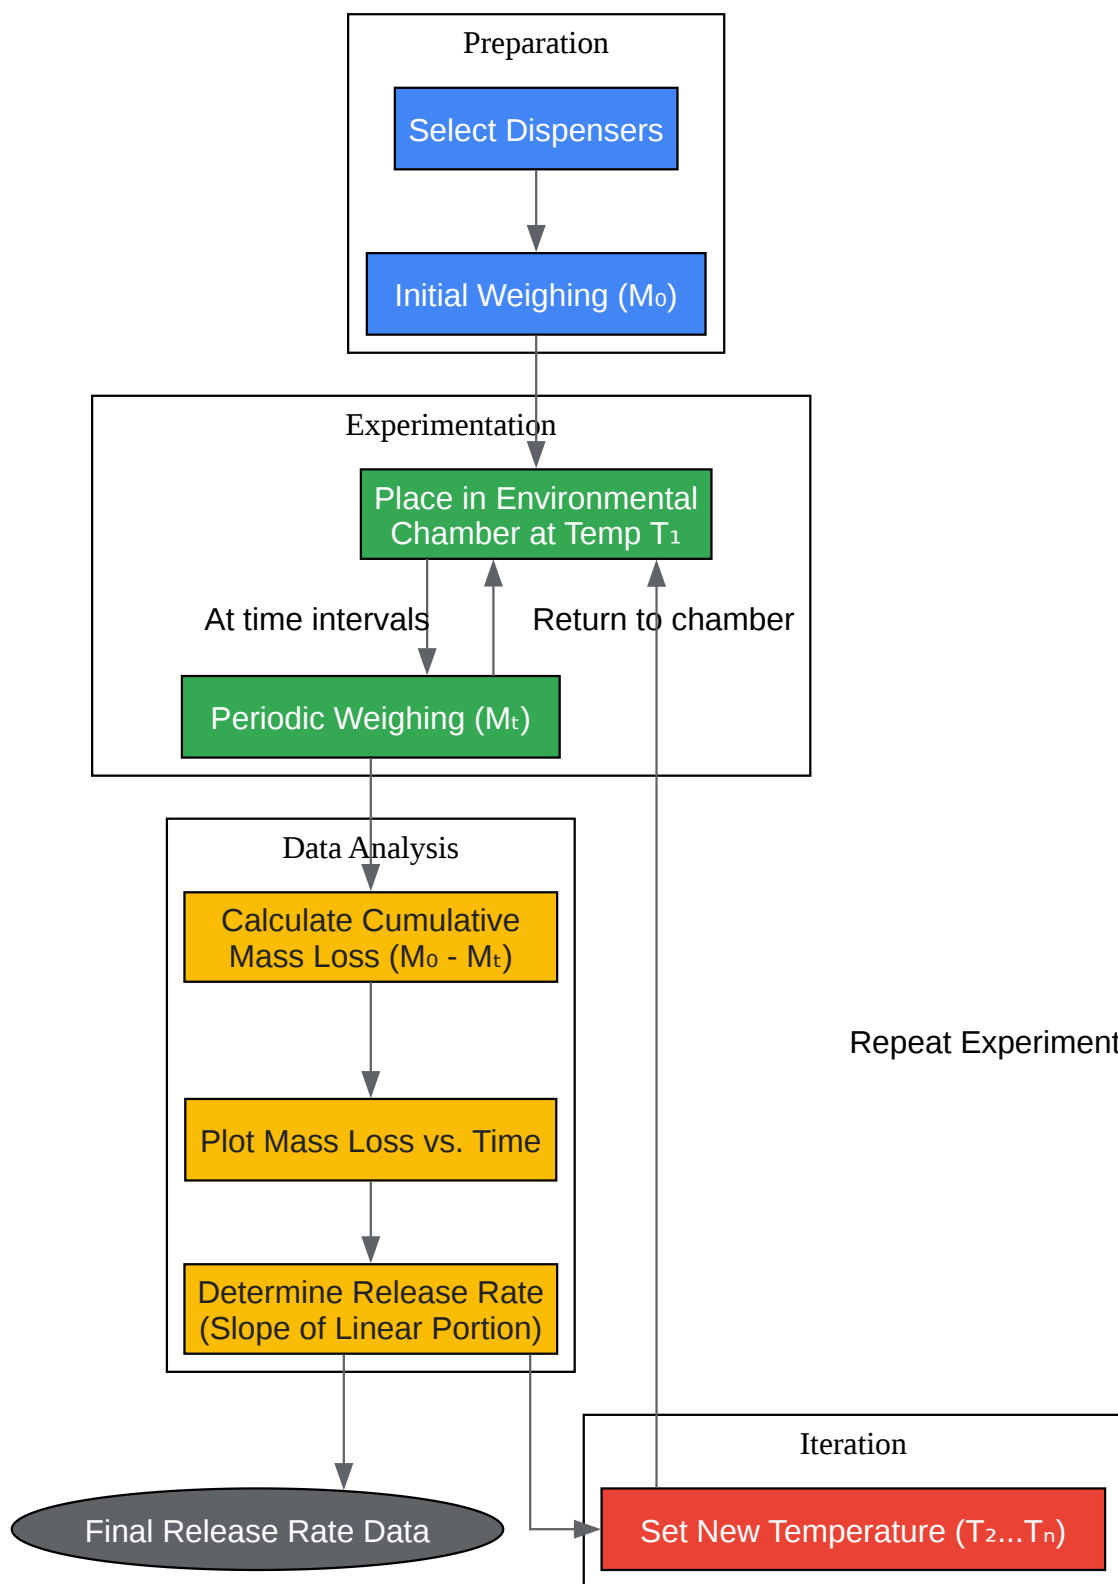 Preparation
Select Dispensers
Initial Weighing (M₀)
Experimentation
Place in Environmental
Chamber at Temp T₁
At time intervals
Return to chamber
Periodic Weighing (Mₜ)
Data Analysis
Calculate Cumulative
Mass Loss (M₀ - Mₜ)
Repeat Experiment
Plot Mass Loss vs. Time
Determine Release Rate
(Slope of Linear Portion)
Iteration
Final Release Rate Data
Set New Temperature (T₂...Tₙ)